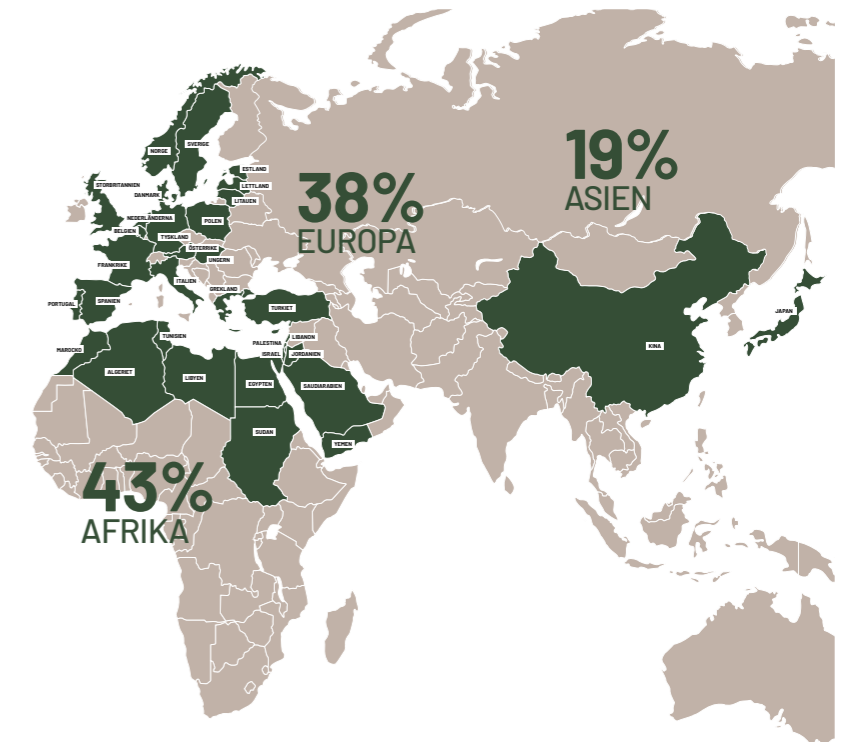 19%
ASIEN
38%
EUROPA
43%
AFRIKA
NORGE
SVERIGE
ESTLAND
STORBRITANNIEN
LETTLAND
DANMARK
LITAUEN
NEDERLÄNDERNA
POLEN
BELGIEN
TYSKLAND
ÖSTERRIKE
UNGERN
FRANKRIKE
ITALIEN
GREKLAND
PORTUGAL
SPANIEN
TURKIET
JAPAN
TUNISIEN
LIBANON
PALESTINA
KINA
MAROCKO
ISRAEL
JORDANIEN
ALGERIET
LIBYEN
EGYPTEN
SAUDIARABIEN
SUDAN
YEMEN